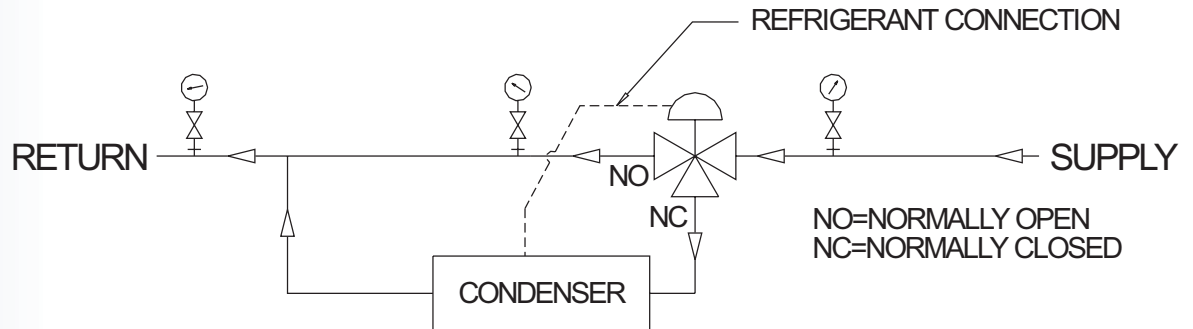 REFRIGERANT CONNECTION
RETURN
SUPPLY
NO
NC
NO=NORMALLY OPEN
NC=NORMALLY CLOSED
CONDENSER